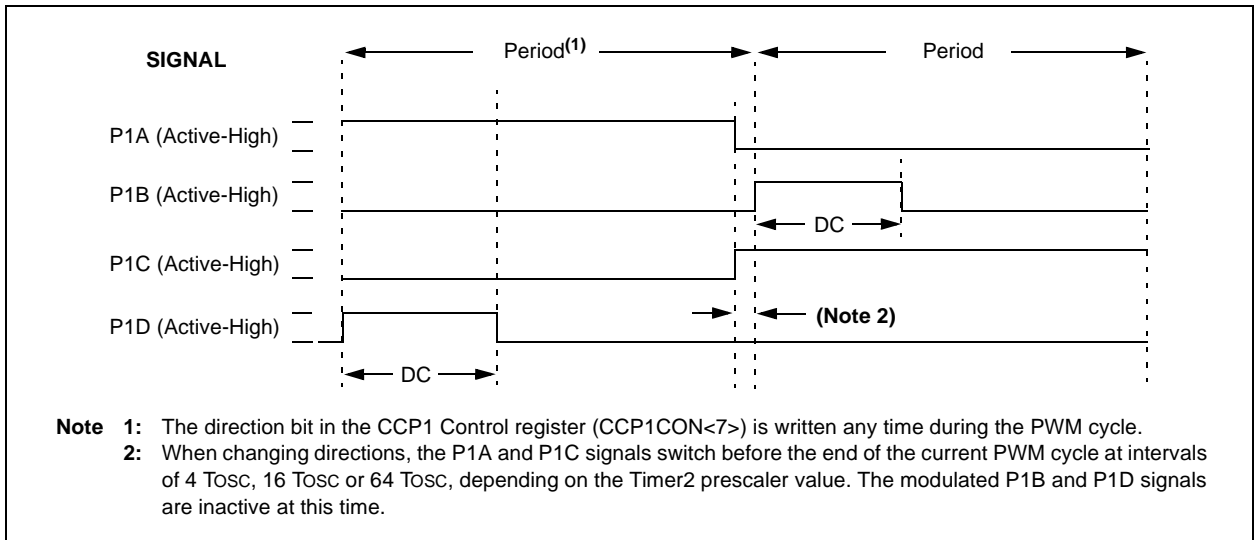 SIGNAL
Period(1)
Period
P1A (Active-High)
P1B (Active-High)
DC
P1C (Active-High)
P1D (Active-High)
(Note 2)
DC
Note 1: The direction bit in the CCP1 Control register (CCP1CON<7>) is written any time during the PWM cycle.
2: When changing directions, the P1A and P1C signals switch before the end of the current PWM cycle at intervals
of 4 TOSC, 16 TOSC or 64 TOSC, depending on the Timer2 prescaler value. The modulated P1B and P1D signals
are inactive at this time.